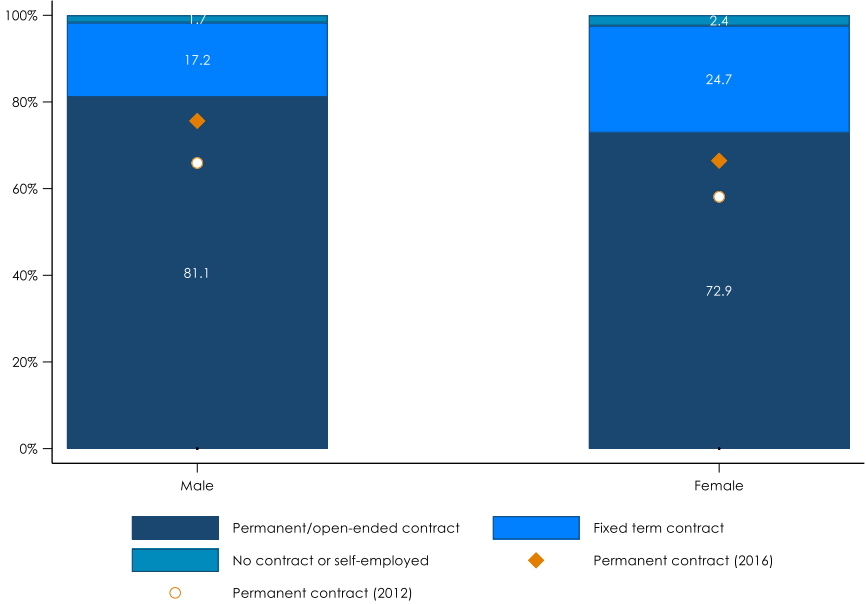 100%
80%
60%
40%
20%
0%
1.7
17.2
81.1
2.4
24.7
72.9
Male
Female
Permanent/open-ended contract
Fixed term contract
No contract or self-employed
Permanent contract (2016)
Permanent contract (2012)